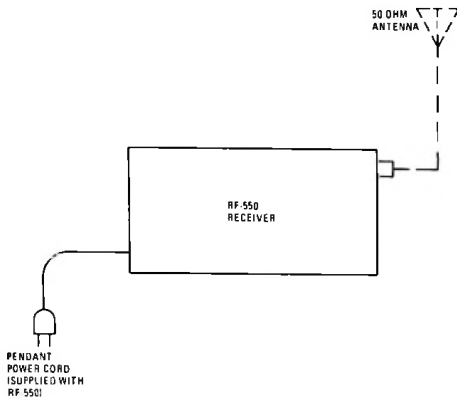 50 OHM
ANTENNA
RF-550
RECEIVER
PENDANT
POWER CORD
(SUPPLIED WITH
RF 550)